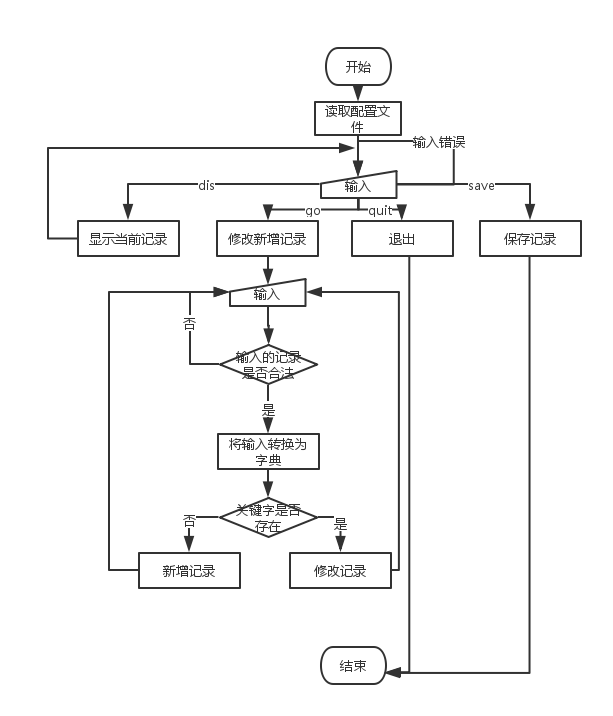 开始
读取配置文
件
输入错误
输入
dis
save
go
quit
显示当前记录
修改新增记录
退出
保存记录
输入
否
输入的记录
是否合法
是
将输入转换为
字典
关键字是否
存在
否
是
新增记录
修改记录
结束